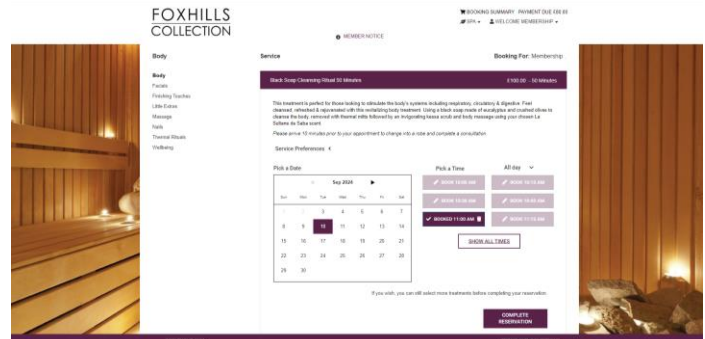 FOXHILLS
COLLECTION
BOOKING SUMMARY PAYMENT DUE £00.00
SPA WELCOME MEMBERSHIP
MEMBER NOTICE
Body
Service
Booking For: Membership
Body
Facials
Finishing Touches
Little Extras
Massage
Nails
Thermal Rituals
Wellbeing
Black Soap Cleansing Ritual 50 Minutes
£100.00 - 50 Minutes
This treatment is perfect for those looking to stimulate the body's systems including respiratory, circulatory & digestive. Feel
cleansed, refreshed & rejuvenated with this revitalizing body treatment. Using a black soap made of eucalyptus and crushed olives to
cleanse the body, removed with thermal mitts followed by an invigorating kessa scrub and body massage using your chosen La
Sultane de Saba scent.
Please arrive 10 minutes prior to your appointment to change into a robe and complete a consultation.
Service Preferences
Pick a Date
Pick a Time
All day
Sep 2024
Sun Mon Tue Wed Thu Fri Sat
1 2 3 4 5 6 7
8 9 10 11 12 13 14
15 16 17 18 19 20 21
22 23 24 25 26 27 28
29 30
BOOK 10:00 AM
BOOK 10:15 AM
BOOK 10:30 AM
BOOK 10:45 AM
BOOKED 11:00 AM
BOOK 11:15 AM
SHOW ALL TIMES
If you wish, you can still select more treatments before completing your reservation.
COMPLETE
RESERVATION